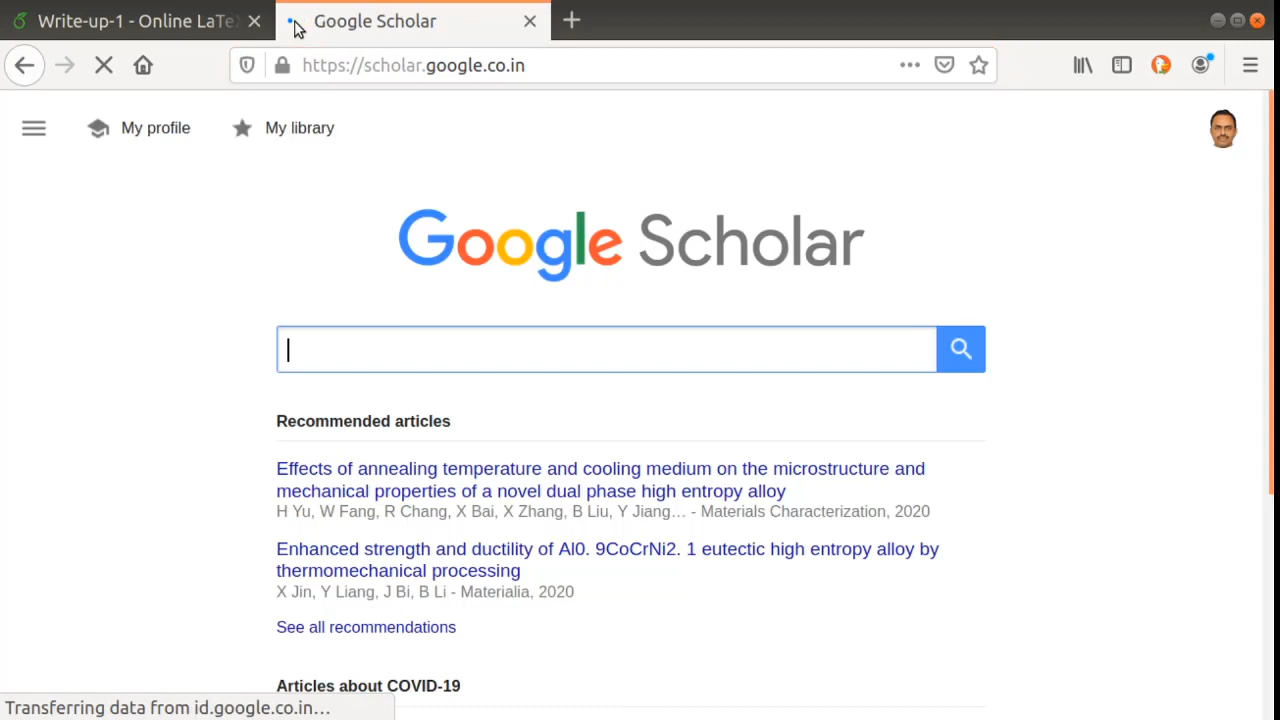 Write-up-1 - Online LaTe
Google Scholar
https://scholar.google.co.in
My profile
My library
Google Scholar
Recommended articles
Effects of annealing temperature and cooling medium on the microstructure and
mechanical properties of a novel dual phase high entropy alloy
H Yu, W Fang, R Chang, X Bai, X Zhang, B Liu, Y Jiang… - Materials Characterization, 2020
Enhanced strength and ductility of Al0. 9CoCrNi2. 1 eutectic high entropy alloy by
thermomechanical processing
X Jin, Y Liang, J Bi, B Li - Materialia, 2020
See all recommendations
Articles about COVID-19
Transferring data from id.google.co.in…